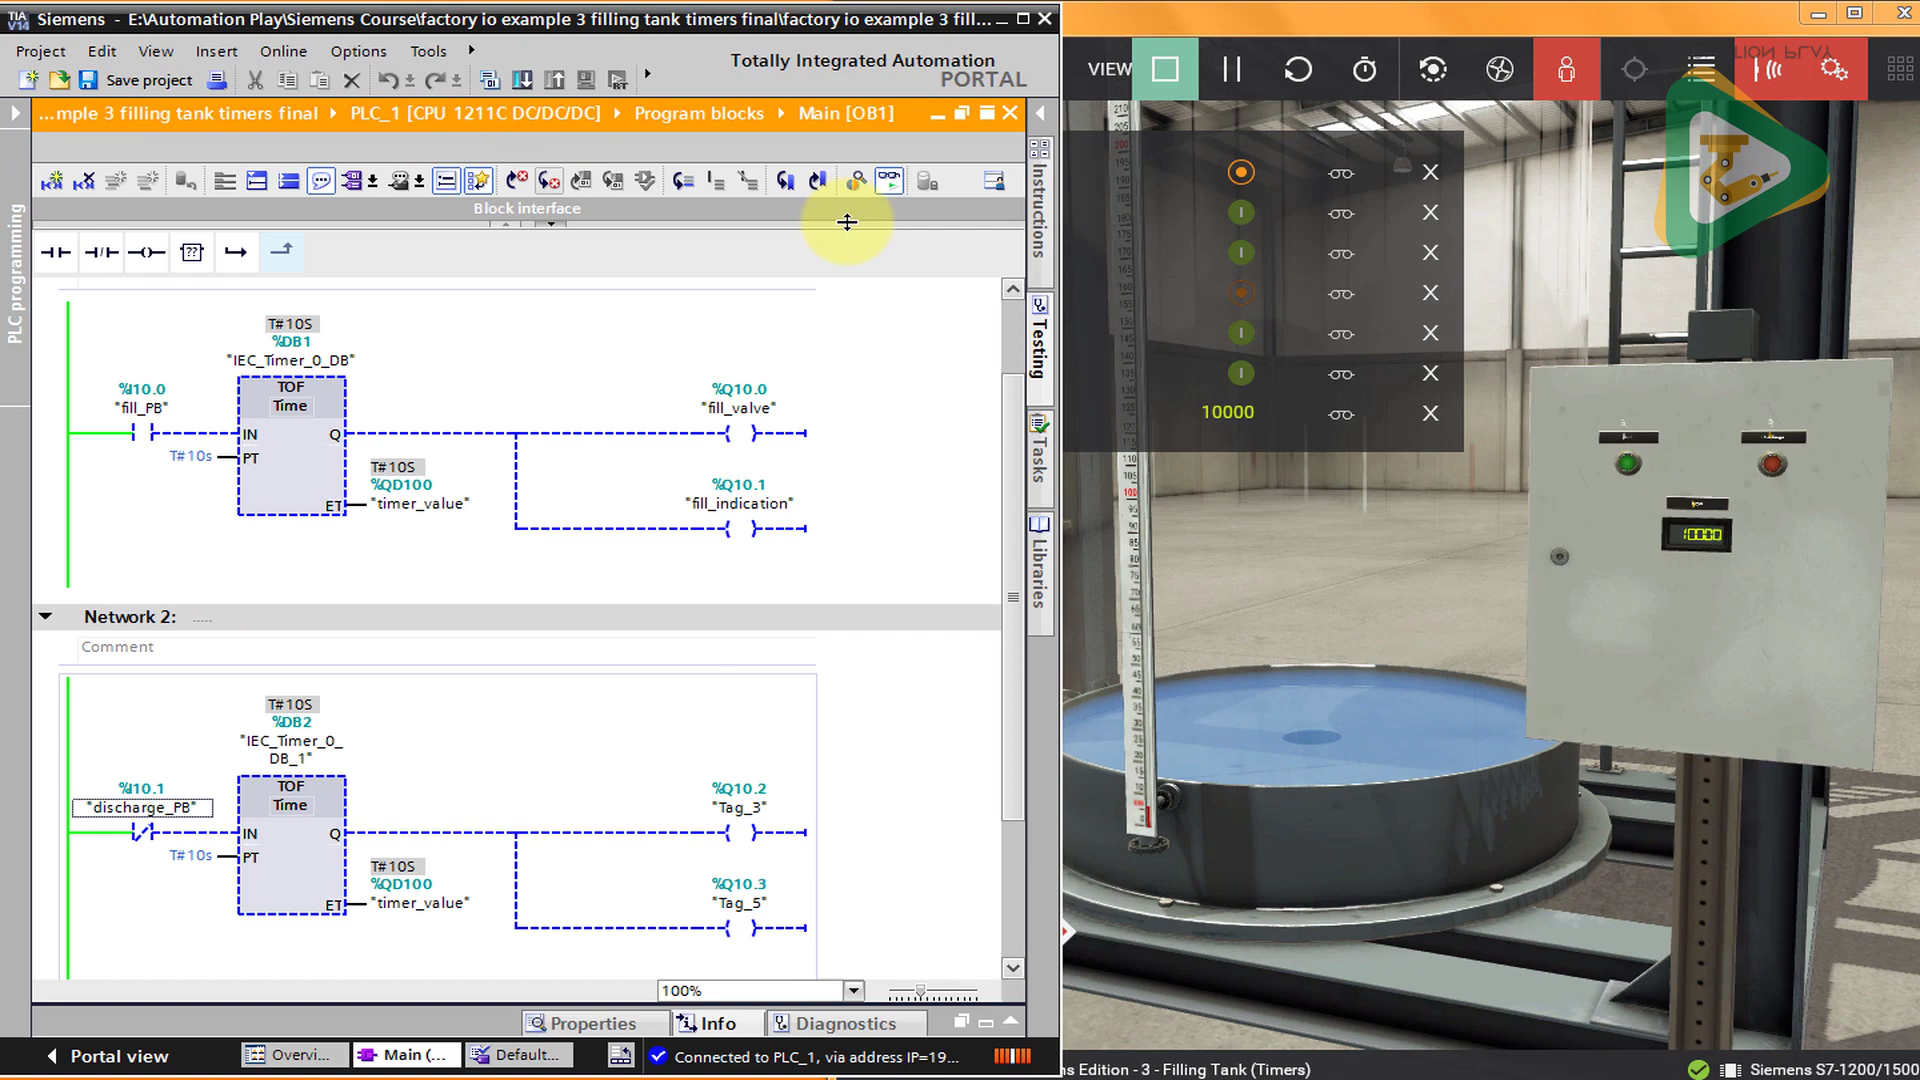 TIA
V14
Siemens - E:\Automation Play\Siemens Course\factory io example 3 filling tank timers final\factory io example 3 fill...
Project Edit View Insert Online Options Tools
Totally Integrated Automation
PORTAL
Save project
...mple 3 filling tank timers final PLC_1 [CPU 1211C DC/DC/DC] Program blocks Main [OB1]
Block interface
PLC programming
Instructions
Testing
Tasks
Libraries
T#10S
%DB1
"IEC_Timer_0_DB"
TOF
Time
%I10.0
"fill_PB"
IN Q
T#10s PT
T#10S
%QD100
ET "timer_value"
%Q10.0
"fill_valve"
%Q10.1
"fill_indication"
Network 2: .....
Comment
T#10S
%DB2
"IEC_Timer_0_
DB_1"
TOF
Time
%I10.1
"discharge_PB"
IN Q
T#10s PT
T#10S
%QD100
ET "timer_value"
%Q10.2
"Tag_3"
%Q10.3
"Tag_5"
100%
Properties Info Diagnostics
Portal view Overvi... Main (... Default... Connected to PLC_1, via address IP=19...
VIEW
10000
10000
ns Edition - 3 - Filling Tank (Timers)
Siemens S7-1200/1500